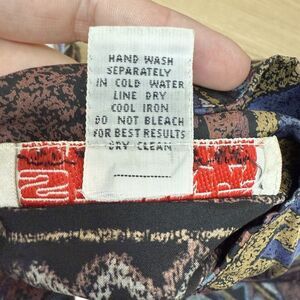 HAND WASH
SEPARATELY
IN COLD WATER
LINE DRY
COOL IRON
DO NOT BLEACH
FOR BEST RESULTS
DRY CLEAN